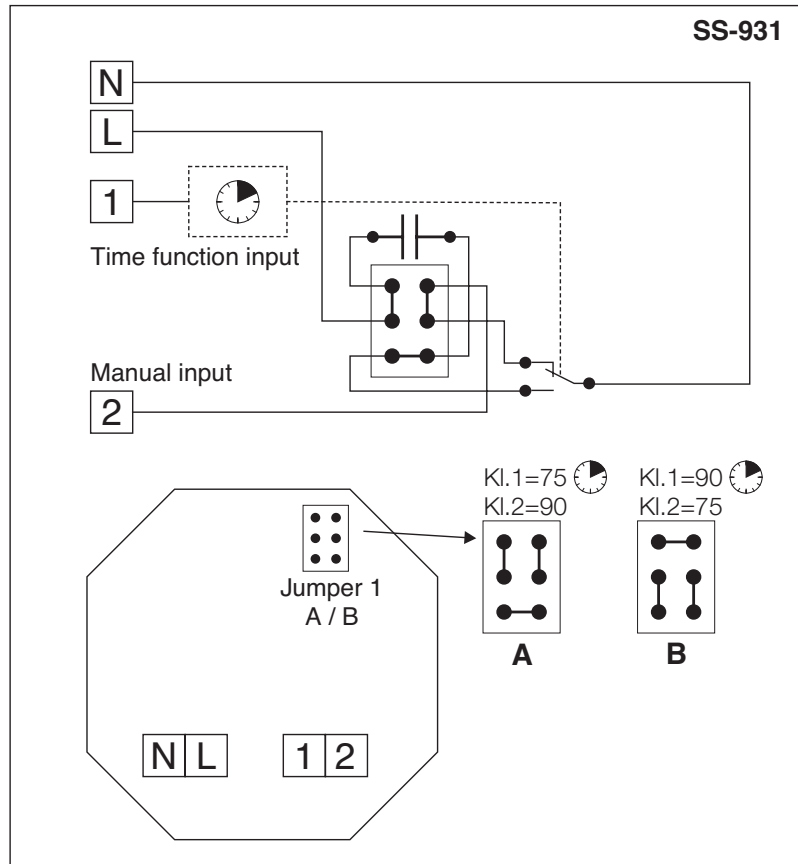 SS-931
N
L
1
Time function input
Manual input
2
Kl.1=75
Kl.2=90
Kl.1=90
Kl.2=75
Jumper 1
A / B
A
B
N L
1 2